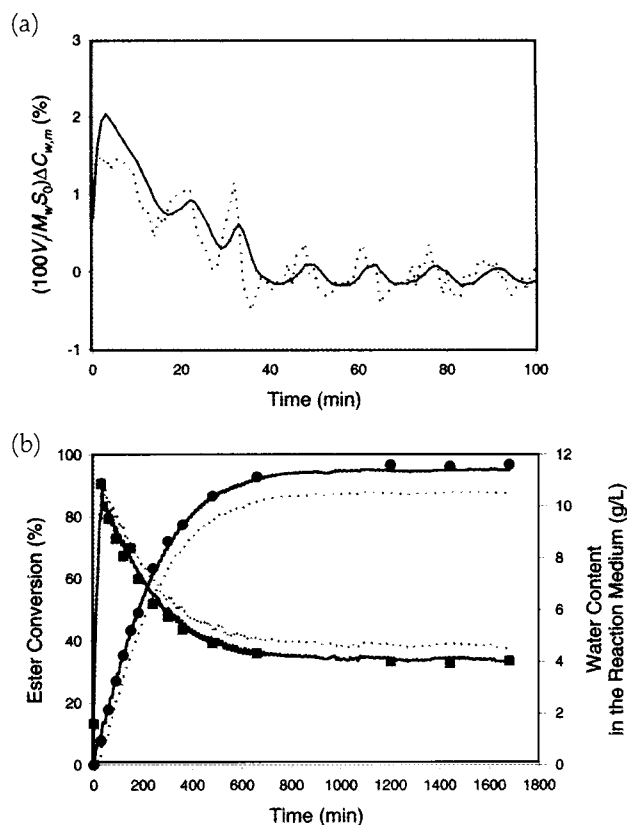 (a)
3
2
1
0
-1
(100V/MwS0)ΔCw,m (%)
0 20 40 60 80 100
Time (min)
(b)
100
80
60
40
20
0
Ester Conversion (%)
12
10
8
6
4
2
0
Water Content
in the Reaction Medium (g/L)
0 200 400 600 800 1000 1200 1400 1600 1800
Time (min)